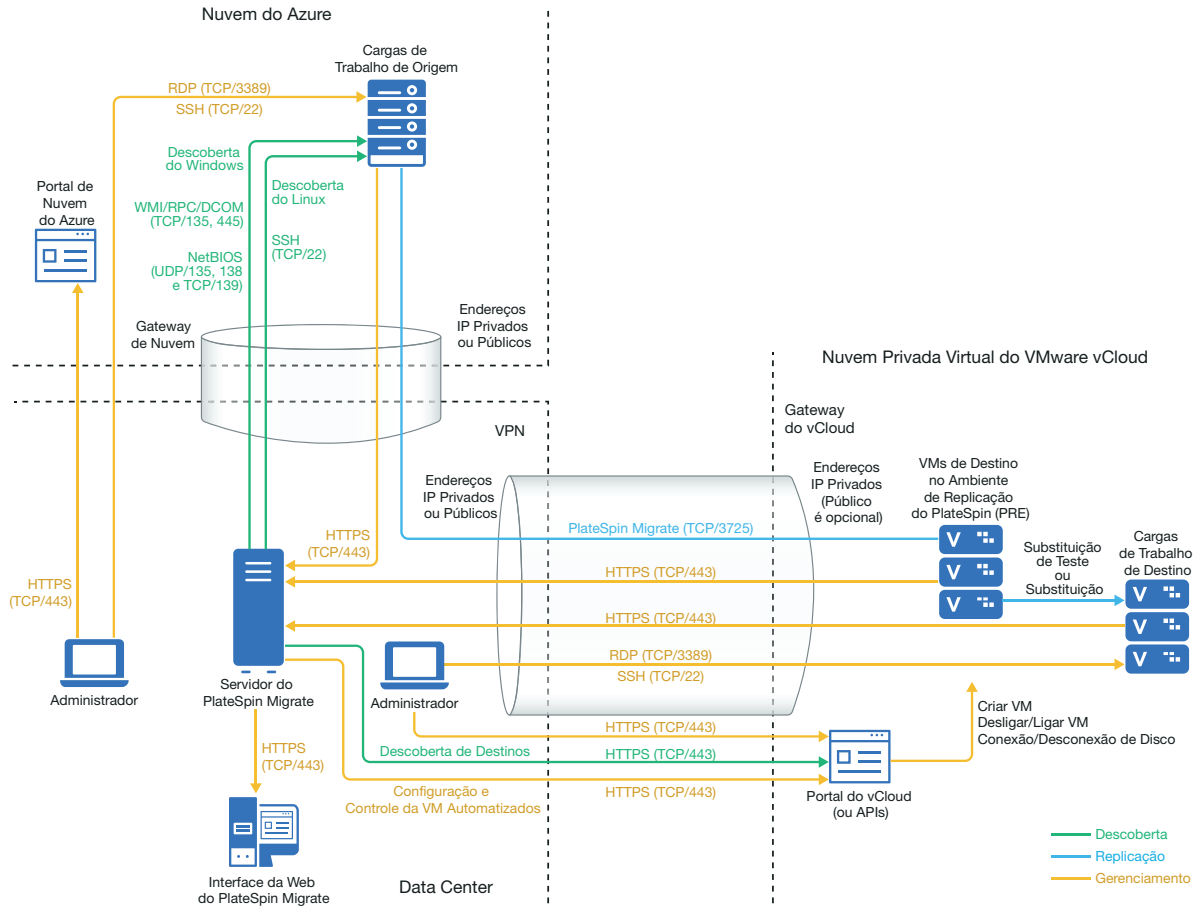 Nuvem do Azure
Cargas de
Trabalho de Origem
RDP (TCP/3389)
SSH (TCP/22)
Descoberta
do Windows
Descoberta
do Linux
Portal de
Nuvem
do Azure
WMI/RPC/DCOM
(TCP/135, 445)
SSH
(TCP/22)
NetBIOS
(UDP/135, 138
e TCP/139)
Gateway
de Nuvem
Endereços
IP Privados
ou Públicos
Nuvem Privada Virtual do VMware vCloud
VPN
Gateway
do vCloud
Endereços
IP Privados
ou Públicos
Endereços
IP Privados
(Público
é opcional)
VMs de Destino
no Ambiente
de Replicação
do PlateSpin (PRE)
PlateSpin Migrate (TCP/3725)
HTTPS
(TCP/443)
V
Cargas
de Trabalho
de Destino
Substituição
de Teste
ou
Substituição
HTTPS (TCP/443)
V
V
V
HTTPS
(TCP/443)
HTTPS (TCP/443)
V
RDP (TCP/3389)
SSH (TCP/22)
V
Administrador
Servidor do
PlateSpin Migrate
Administrador
HTTPS (TCP/443)
Criar VM
Desligar/Ligar VM
Conexão/Desconexão de Disco
HTTPS
(TCP/443)
Descoberta de Destinos
HTTPS (TCP/443)
Configuração e
Controle da VM Automatizados
HTTPS (TCP/443)
Portal do vCloud
(ou APIs)
Interface da Web
do PlateSpin Migrate
Data Center
Descoberta
Replicação
Gerenciamento